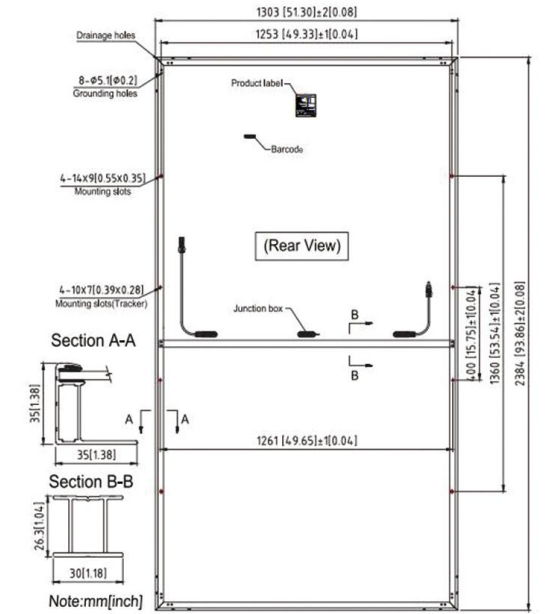 1303 [51.30]±2[0.08]
1253 [49.33]±1[0.04]
Drainage holes
8-Φ5.1[Φ0.2]
Grounding holes
Product label
Barcode
4-14x9[0.55x0.35]
Mounting slots
(Rear View)
4-10x7[0.39x0.28]
Mounting slots(Tracker)
Junction box
B
B
400 [15.75]±1[0.04]
1360 [53.54]±1[0.04]
2384 [93.86]±2[0.08]
Section A-A
35[1.38]
35[1.38]
A
A
1261 [49.65]±1[0.04]
Section B-B
26.3[1.04]
30[1.18]
Note:mm[inch]